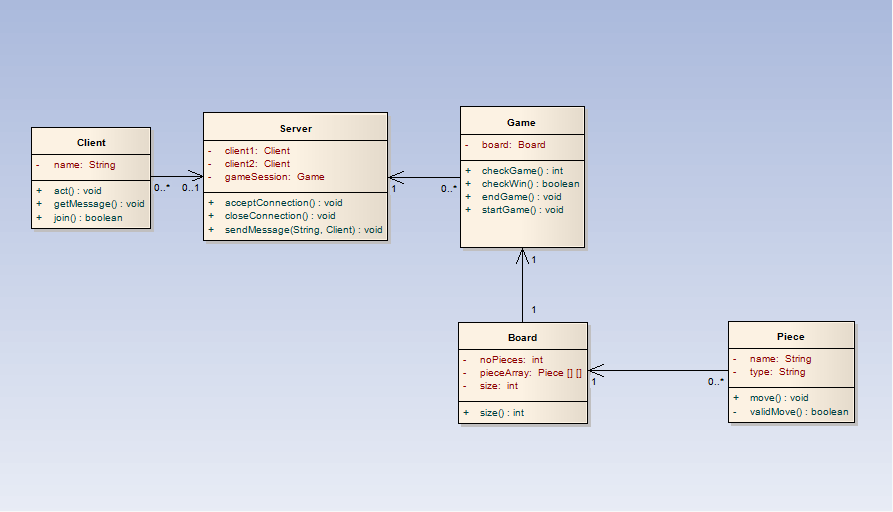 Client
- name: String
+ act() : void
+ getMessage() : void
+ join() : boolean
0..*
0..1
Server
- client1: Client
- client2: Client
- gameSession: Game
+ acceptConnection() : void
+ closeConnection() : void
+ sendMessage(String, Client) : void
1
0..*
Game
- board: Board
+ checkGame() : int
+ checkWin() : boolean
+ endGame() : void
+ startGame() : void
1
1
Board
- noPieces: int
- pieceArray: Piece [] []
- size: int
+ size() : int
1
0..*
Piece
- name: String
- type: String
+ move() : void
- validMove() : boolean